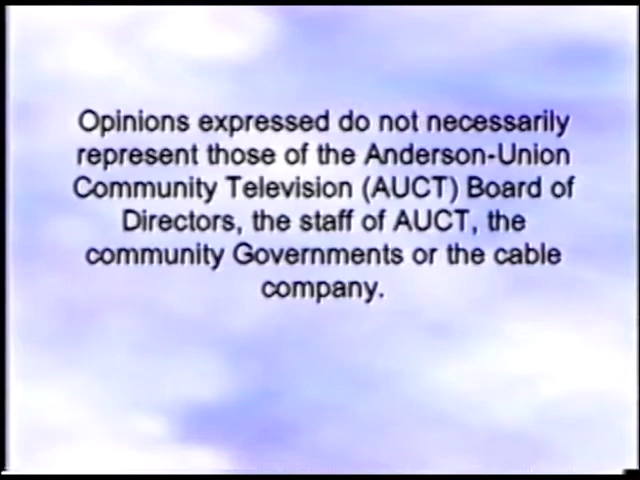 Opinions expressed do not necessarily
represent those of the Anderson-Union
Community Television (AUCT) Board of
Directors, the staff of AUCT, the
community Governments or the cable
company.